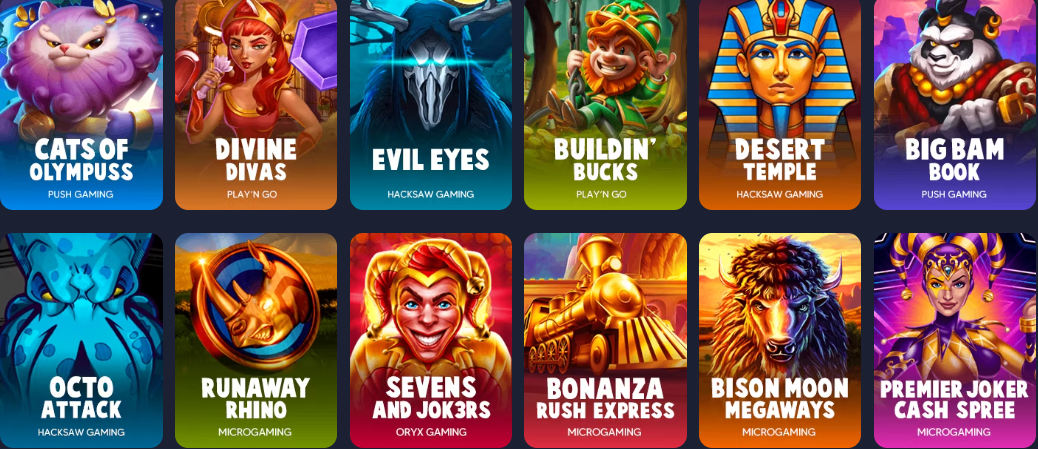 CATS OF
OLYMPUSS
PUSH GAMING
DIVINE
DIVAS
PLAY'N GO
EVIL EYES
HACKSAW GAMING
BUILDIN'
BUCKS
PLAY'N GO
DESERT
TEMPLE
HACKSAW GAMING
BIG BAM
BOOK
PUSH GAMING
OCTO
ATTACK
HACKSAW GAMING
RUNAWAY
RHINO
MICROGAMING
SEVENS
AND JOK3RS
ORYX GAMING
BONANZA
RUSH EXPRESS
MICROGAMING
BISON MOON
MEGAWAYS
MICROGAMING
PREMIER JOKER
CASH SPREE
MICROGAMING